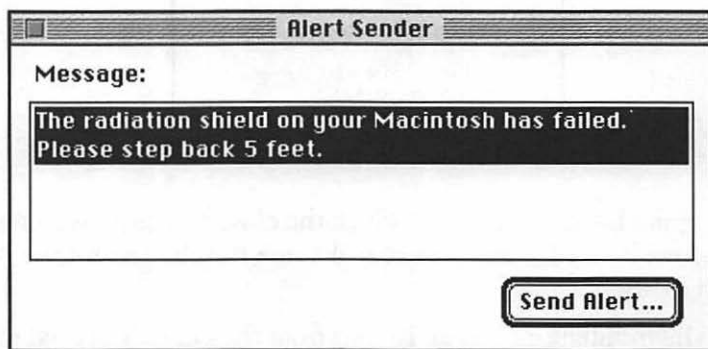 Alert Sender
Message:
The radiation shield on your Macintosh has failed.
Please step back 5 feet.
Send Alert...